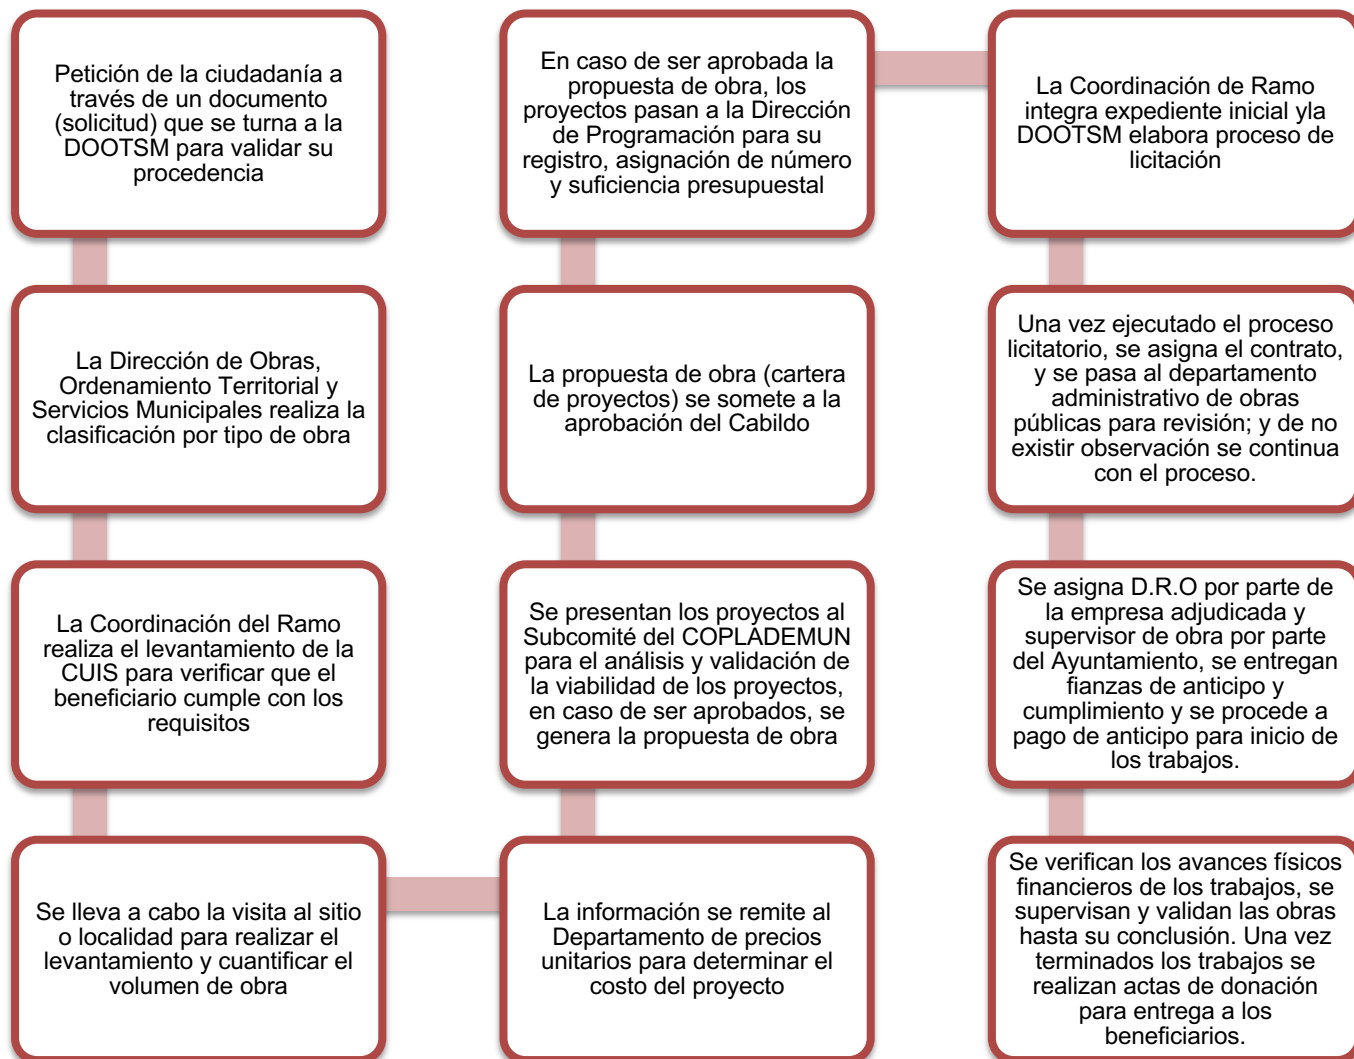 Petición de la ciudadanía a
través de un documento
(solicitud) que se turna a la
DOOTSM para validar su
procedencia
La Dirección de Obras,
Ordenamiento Territorial y
Servicios Municipales realiza la
clasificación por tipo de obra
La Coordinación del Ramo
realiza el levantamiento de la
CUIS para verificar que el
beneficiario cumple con los
requisitos
Se lleva a cabo la visita al sitio
o localidad para realizar el
levantamiento y cuantificar el
volumen de obra
La información se remite al
Departamento de precios
unitarios para determinar el
costo del proyecto
Se presentan los proyectos al
Subcomité del COPLADEMUN
para el análisis y validación de
la viabilidad de los proyectos,
en caso de ser aprobados, se
genera la propuesta de obra
La propuesta de obra (cartera
de proyectos) se somete a la
aprobación del Cabildo
En caso de ser aprobada la
propuesta de obra, los
proyectos pasan a la Dirección
de Programación para su
registro, asignación de número
y suficiencia presupuestal
La Coordinación de Ramo
integra expediente inicial yla
DOOTSM elabora proceso de
licitación
Una vez ejecutado el proceso
licitatorio, se asigna el contrato,
y se pasa al departamento
administrativo de obras
públicas para revisión; y de no
existir observación se continua
con el proceso.
Se asigna D.R.O por parte de
la empresa adjudicada y
supervisor de obra por parte
del Ayuntamiento, se entregan
fianzas de anticipo y
cumplimiento y se procede a
pago de anticipo para inicio de
los trabajos.
Se verifican los avances físicos
financieros de los trabajos, se
supervisan y validan las obras
hasta su conclusión. Una vez
terminados los trabajos se
realizan actas de donación
para entrega a los
beneficiarios.